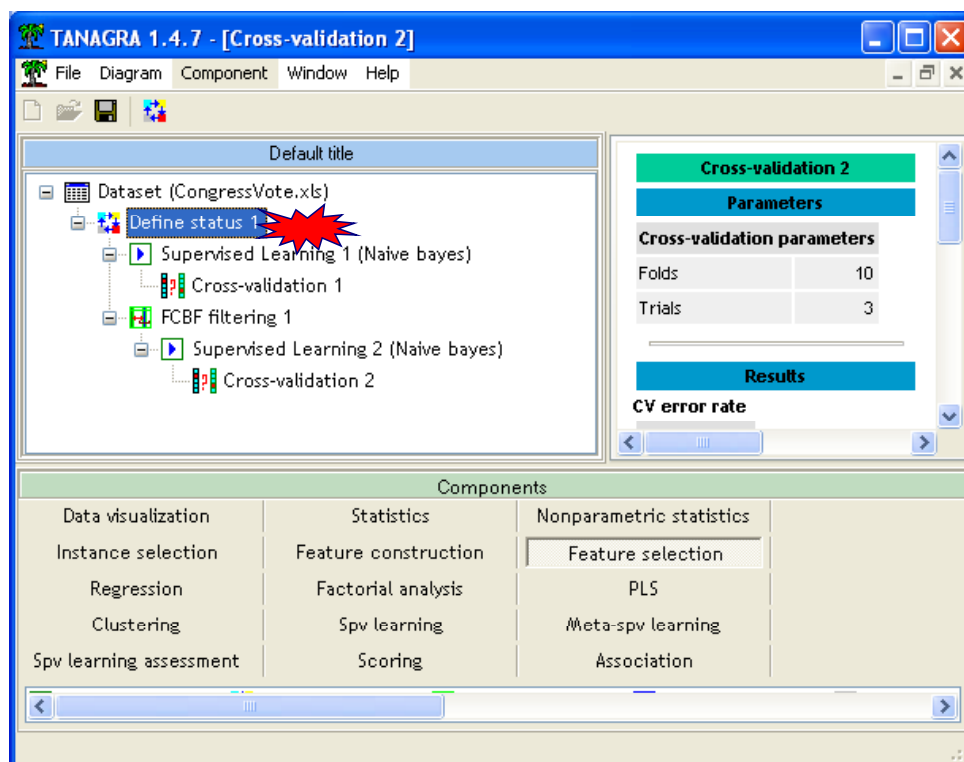 TANAGRA 1.4.7 - [Cross-validation 2]
File Diagram Component Window Help
Default title
Dataset (CongressVote.xls)
Define status 1
Supervised Learning 1 (Naive bayes)
Cross-validation 1
FCBF filtering 1
Supervised Learning 2 (Naive bayes)
Cross-validation 2
Cross-validation 2
Parameters
Cross-validation parameters
Folds 10
Trials 3
Results
CV error rate
Components
Data visualization Statistics Nonparametric statistics
Instance selection Feature construction Feature selection
Regression Factorial analysis PLS
Clustering Spv learning Meta-spv learning
Spv learning assessment Scoring Association